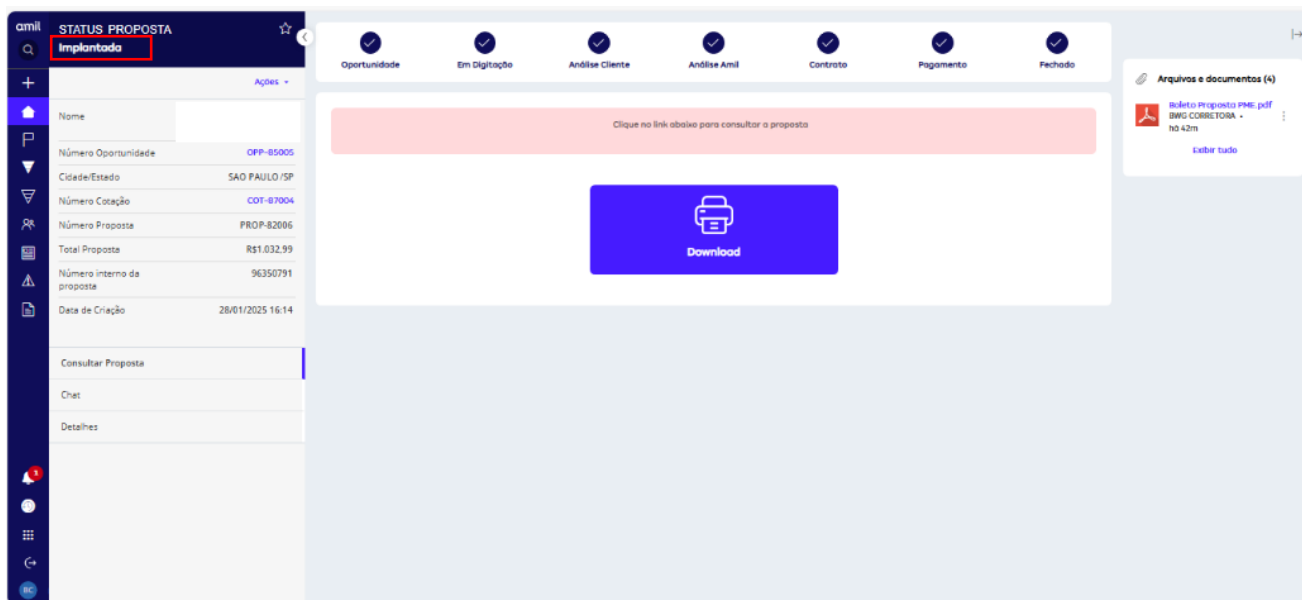 amil
STATUS PROPOSTA
Implantada
Ações
Nome
Número Oportunidade OPP-85005
Cidade/Estado SAO PAULO/SP
Número Cotação COT-87004
Número Proposta PROP-82006
Total Proposta R$1.032,99
Número interno da 96350791
proposta
Data de Criação 28/01/2025 16:14
Consultar Proposta
Chat
Detalhes
3
BC
Oportunidade Em Digitação Análise Cliente Análise Amil Contrato Pagamento Fechado
Clique no link abaixo para consultar a proposta
Download
Arquivos e documentos (4)
Boleto Proposta PME.pdf
BWG CORRETORA •
há 42m
Exibir tudo